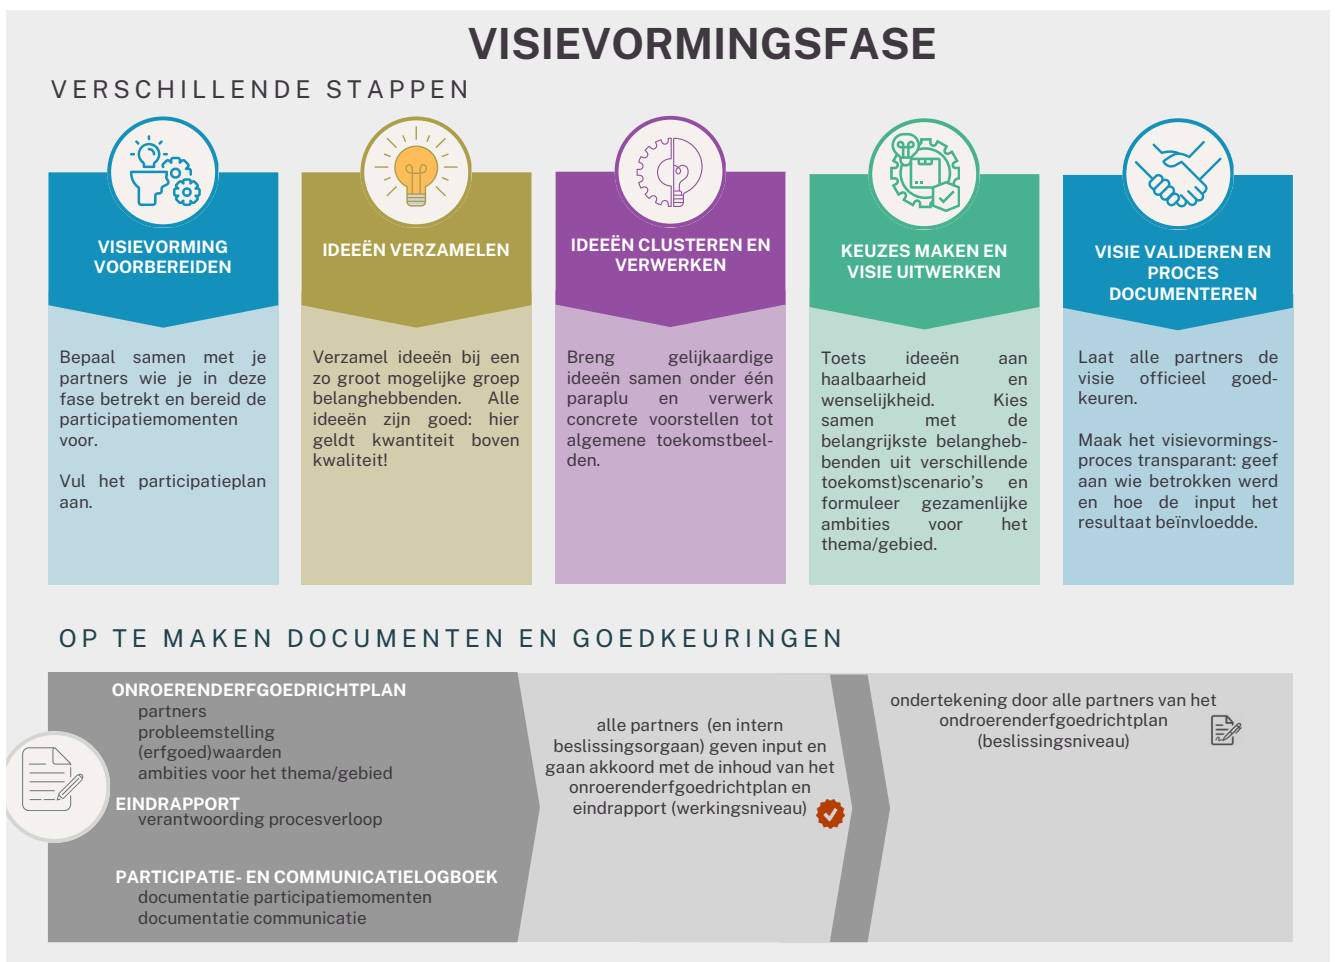 VISIEVORMINGSFASE
VERSCHILLENDE STAPPEN
VISIEVORMING
VOORBEREIDEN
Bepaal samen met je
partners wie je in deze
fase betrekt en bereid de
participatiemomenten
voor.
Vul het participatieplan
aan.
IDEEËN VERZAMELEN
Verzamel ideeën bij een
zo groot mogelijke groep
belanghebbenden. Alle
ideeën zijn goed: hier
geldt kwantiteit boven
kwaliteit!
IDEEËN CLUSTEREN EN
VERWERKEN
Breng gelijkaardige
ideeën samen onder één
paraplu en verwerk
concrete voorstellen tot
algemene toekomstbeel-
den.
KEUZES MAKEN EN
VISIE UITWERKEN
Toets ideeën aan
haalbaarheid en
wenselijkheid. Kies
samen met de
belangrijkste belangheb-
benden uit verschillende
toekomst)scenario's en
formuleer gezamenlijke
ambities voor het
thema/gebied.
VISIE VALIDEREN EN
PROCES
DOCUMENTEREN
Laat alle partners de
visie officieel goed-
keuren.
Maak het visievormings-
proces transparant: geef
aan wie betrokken werd
en hoe de input het
resultaat beïnvloedde.
OP TE MAKEN DOCUMENTEN EN GOEDKEURINGEN
ONROERENDERFGOEDRICHTPLAN
partners
probleemstelling
(erfgoed)waarden
ambities voor het thema/gebied
EINDRAPPORT
verantwoording procesverloop
PARTICIPATIE- EN COMMUNICATIELOGBOEK
documentatie participatiemomenten
documentatie communicatie
alle partners (en intern
beslissingsorgaan) geven input en
gaan akkoord met de inhoud van het
onroerenderfgoedrichtplan en
eindrapport (werkingsniveau)
ondertekening door alle partners van het
ondroerenderfgoedrichtplan
(beslissingsniveau)